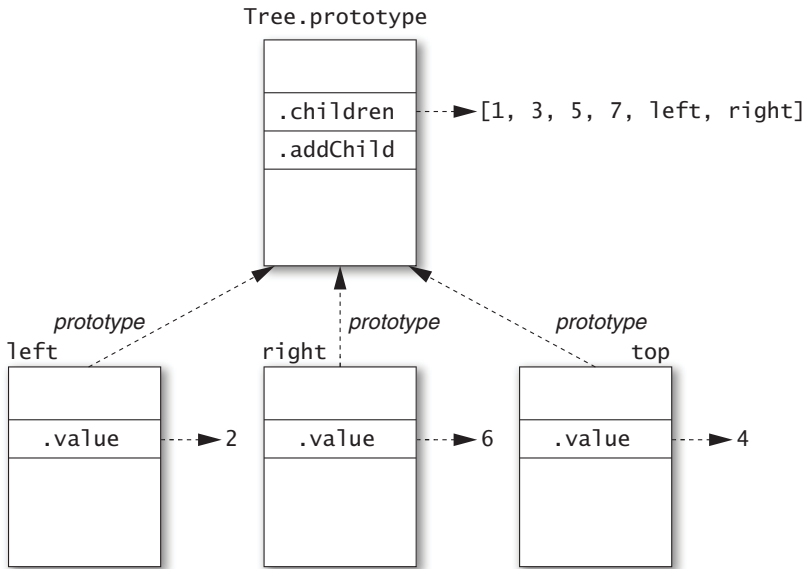 Tree.prototype
.children
[1, 3, 5, 7, left, right]
.addChild
prototype
prototype
prototype
left
right
top
.value
2
.value
6
.value
4